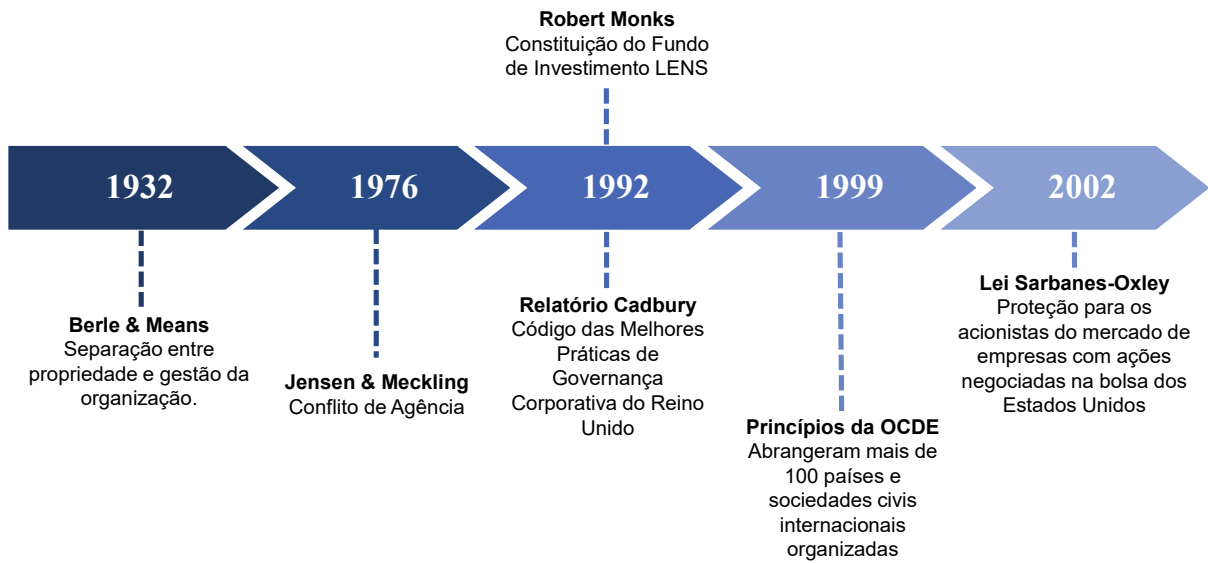 Robert Monks
Constituição do Fundo
de Investimento LENS
1932
1976
1992
1999
2002
Berle & Means
Separação entre
propriedade e gestão da
organização.
Jensen & Meckling
Conflito de Agência
Relatório Cadbury
Código das Melhores
Práticas de
Governança
Corporativa do Reino
Unido
Princípios da OCDE
Abrangeram mais de
100 países e
sociedades civis
internacionais
organizadas
Lei Sarbanes-Oxley
Proteção para os
acionistas do mercado de
empresas com ações
negociadas na bolsa dos
Estados Unidos